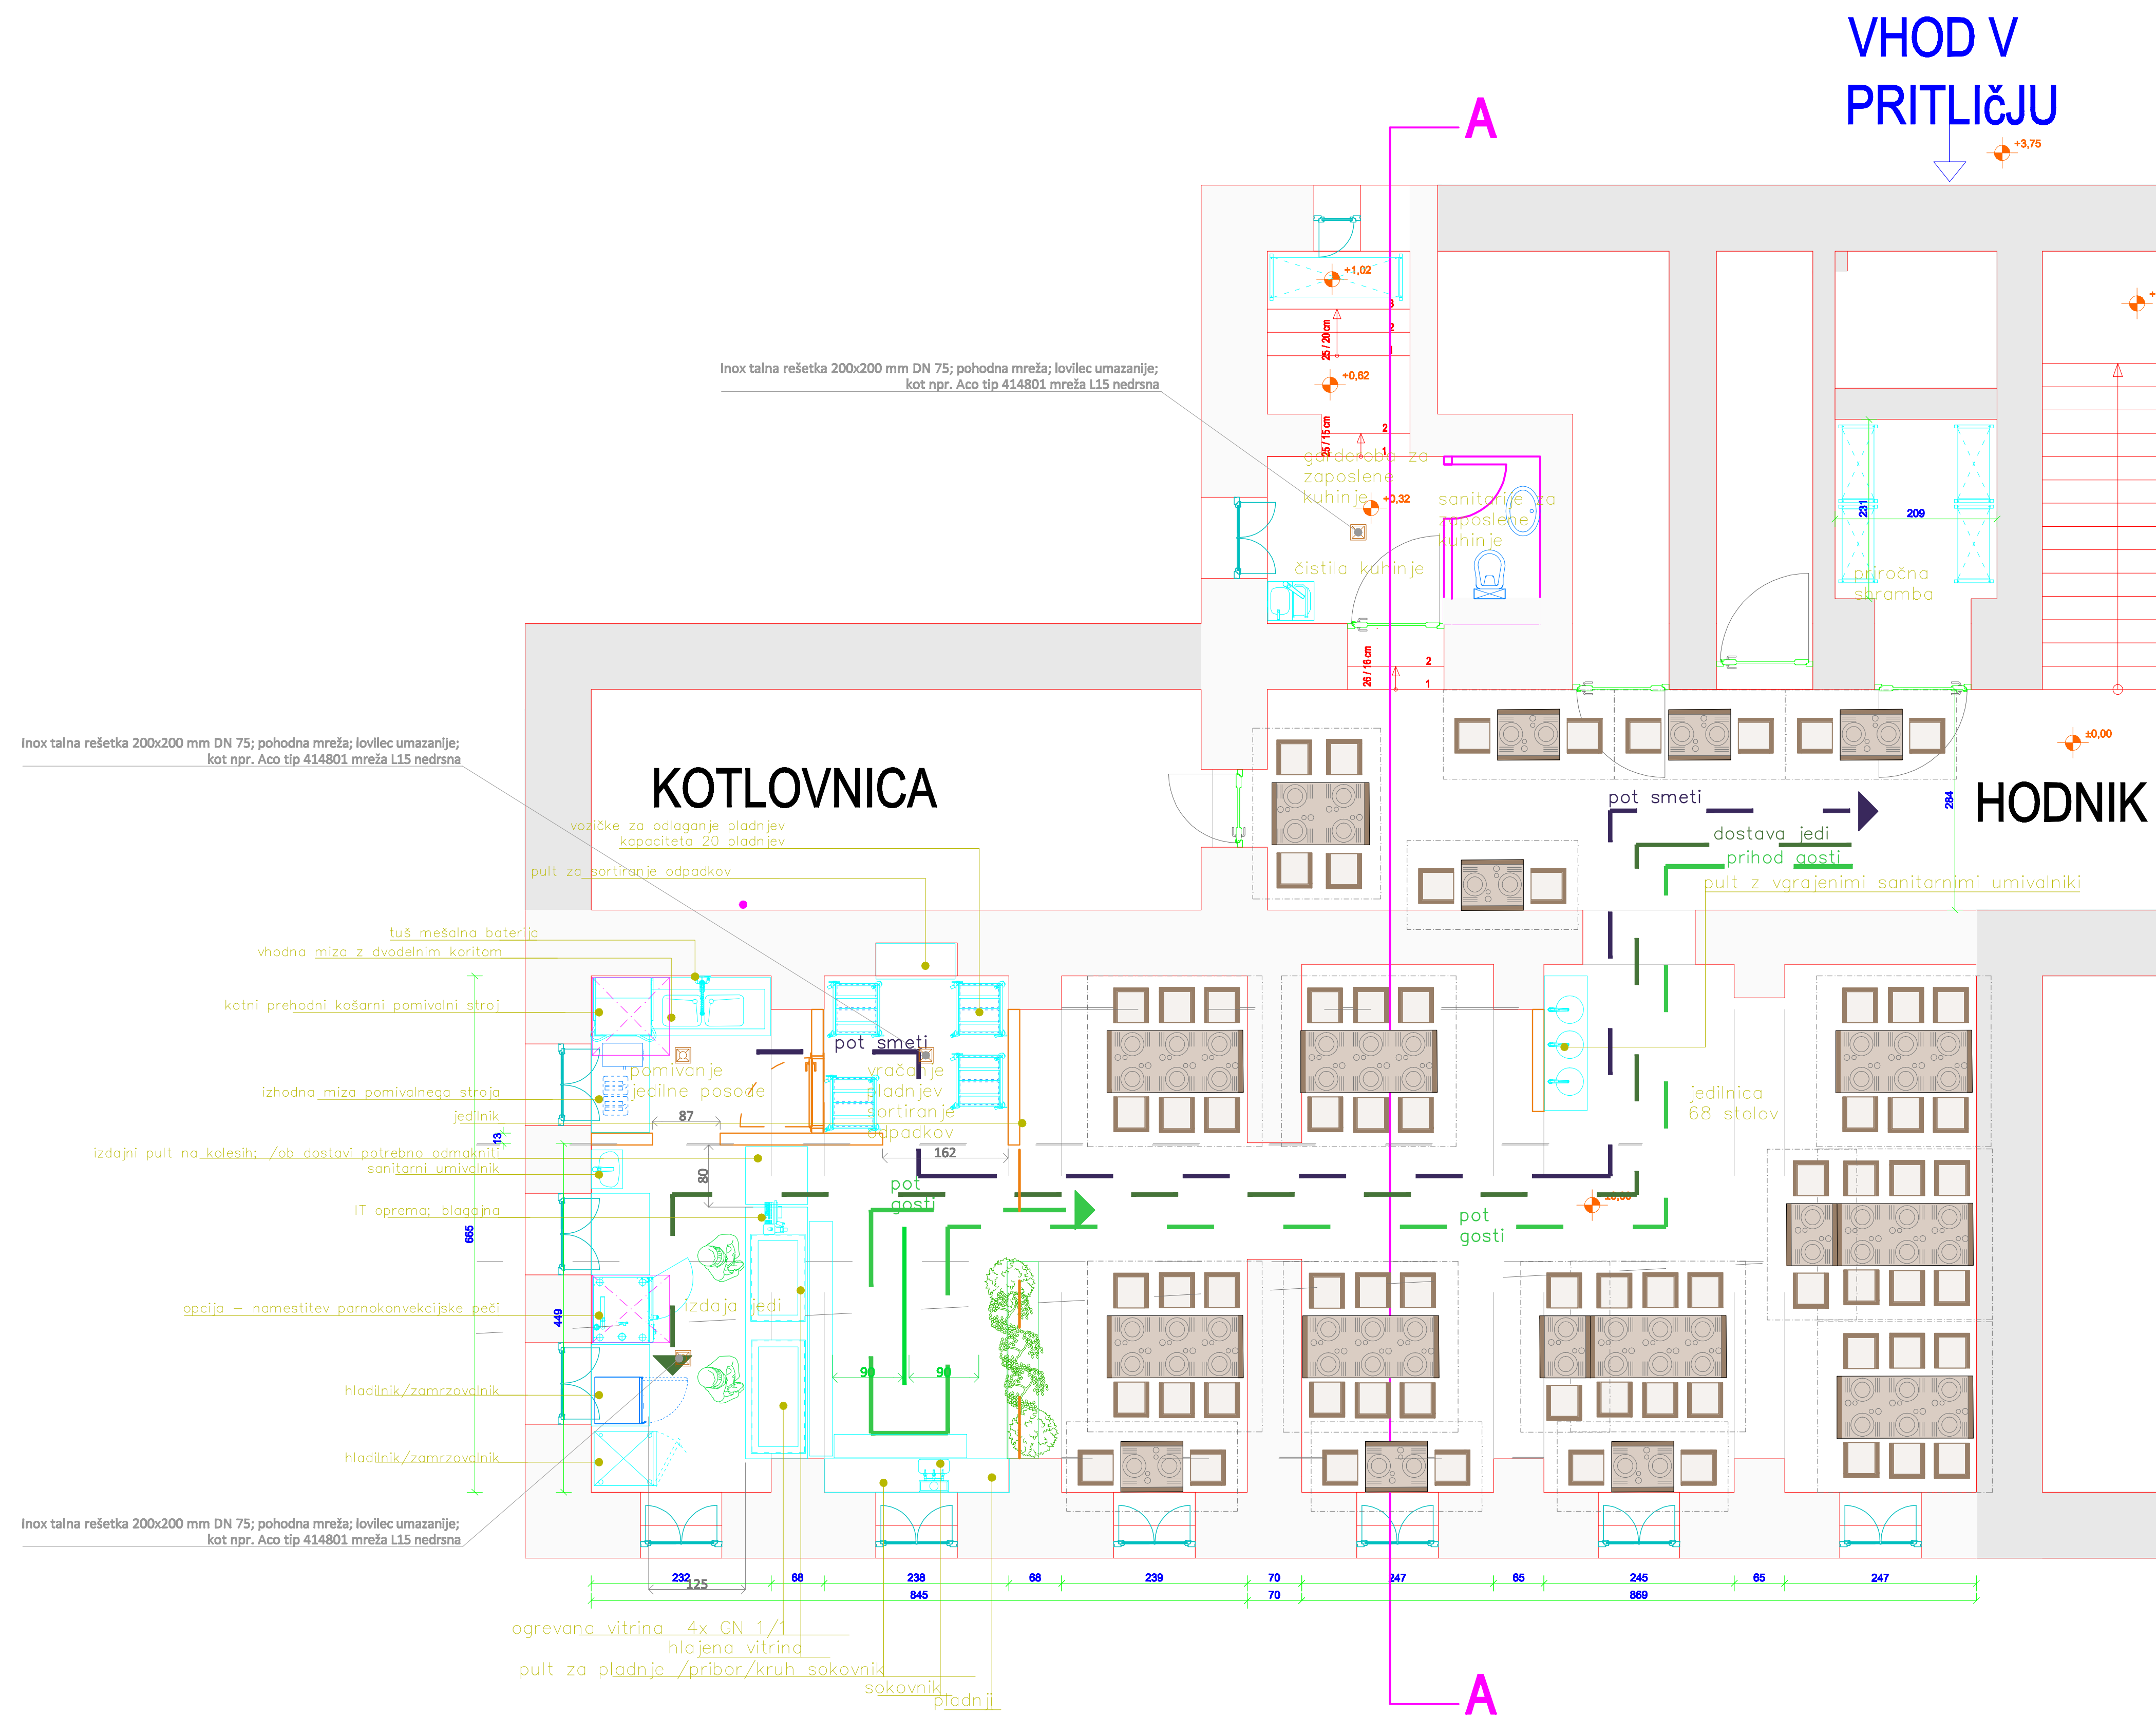 VHOD V
PRITLIčJU
A
+3,75
+1,02
3
2
1
25 / 20 cm
+0,62
Inox talna rešetka 200x200 mm DN 75; pohodna mreža; lovilec umazanije;
kot npr. Aco tip 414801 mreža L15 nedrsna
25 / 15 cm
2
1
garderoba za
zaposlene
kuhinje
+0,32
sanitarije za
zaposlene
kuhinje
čistila kuhinje
231
209
priročna
shramba
26 / 16 cm
2
1
±0,00
Inox talna rešetka 200x200 mm DN 75; pohodna mreža; lovilec umazanije;
kot npr. Aco tip 414801 mreža L15 nedrsna
KOTLOVNICA
HODNIK
284
pot smeti
dostava jedi
prihod gosti
pult z vgrajenimi sanitarnimi umivalniki
vozičke za odlaganje pladnjev
kapaciteta 20 pladnjev
pult za sortiranje odpadkov
tuš mešalna baterija
vhodna miza z dvodelnim koritom
kotni prehodni košarni pomivalni stroj
pot smeti
pomivanje
jedilne posode
vračanje
pladnjev
sortiranje
odpadkov
jedilnica
68 stolov
izhodna miza pomivalnega stroja
jedilnik
87
13
162
80
izdajni pult na kolesih; /ob dostavi potrebno odmakniti
sanitarni umivalnik
IT oprema; blagajna
pot
gosti
pot
gosti
±0,00
665
449
opcija – namestitev parnokonvekcijske peči
izdaja jedi
90
90
hladilnik/zamrzovalnik
hladilnik/zamrzovalnik
Inox talna rešetka 200x200 mm DN 75; pohodna mreža; lovilec umazanije;
kot npr. Aco tip 414801 mreža L15 nedrsna
232
68
238
68
239
70
247
65
245
65
247
125
845
70
869
ogrevana vitrina 4x GN 1/1
hlajena vitrina
pult za pladnje /pribor/kruh sokovnik
sokovnik
pladnji
A